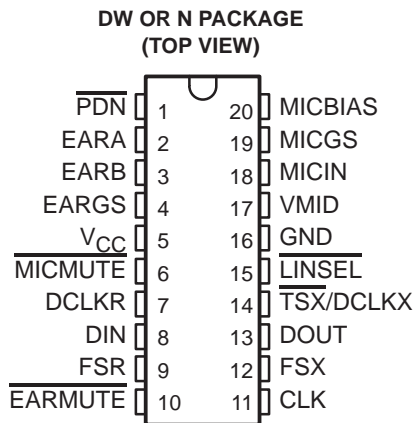 DW OR N PACKAGE
(TOP VIEW)
PDN 1 20 MICBIAS
EARA 2 19 MICGS
EARB 3 18 MICIN
EARGS 4 17 VMID
VCC 5 16 GND
MICMUTE 6 15 LINSEL
DCLKR 7 14 TSX/DCLKX
DIN 8 13 DOUT
FSR 9 12 FSX
EARMUTE 10 11 CLK